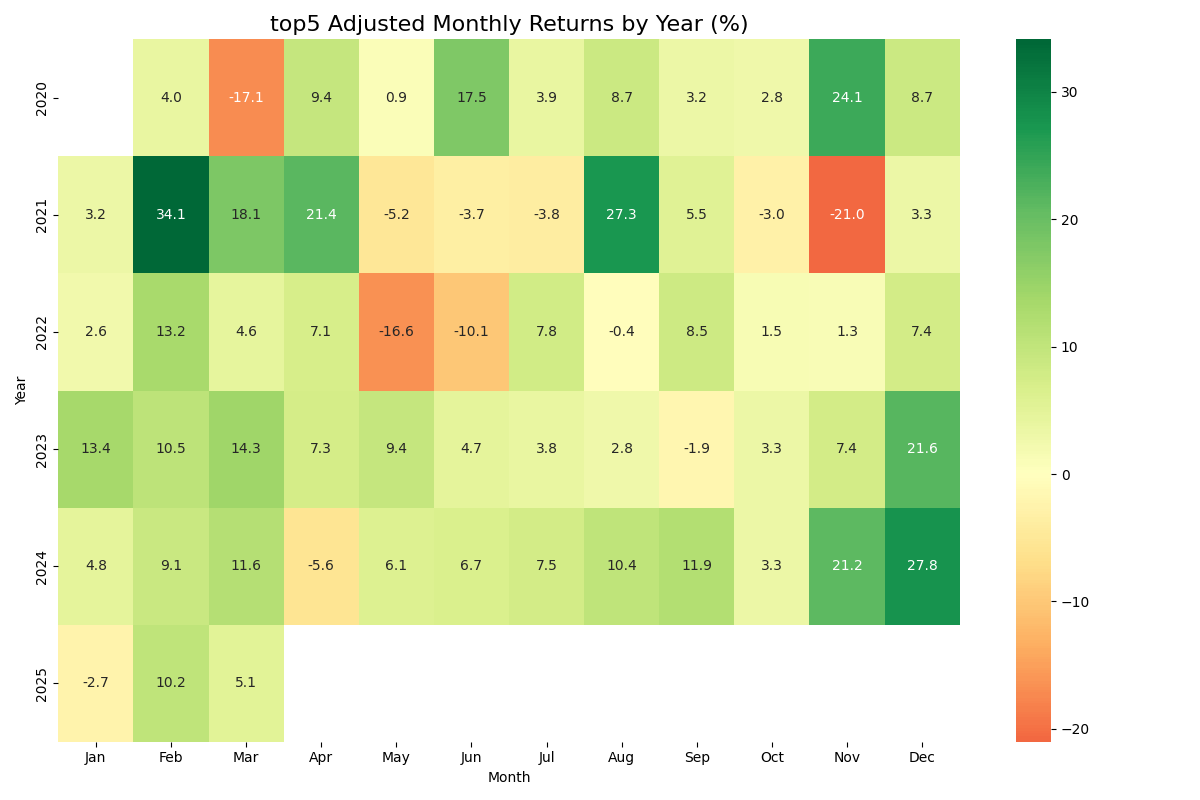 top5 Adjusted Monthly Returns by Year (%)
2020 4.0 -17.1 9.4 0.9 17.5 3.9 8.7 3.2 2.8 24.1 8.7
2021 3.2 34.1 18.1 21.4 -5.2 -3.7 -3.8 27.3 5.5 -3.0 -21.0 3.3
2022 2.6 13.2 4.6 7.1 -16.6 -10.1 7.8 -0.4 8.5 1.5 1.3 7.4
Year
2023 13.4 10.5 14.3 7.3 9.4 4.7 3.8 2.8 -1.9 3.3 7.4 21.6
2024 4.8 9.1 11.6 -5.6 6.1 6.7 7.5 10.4 11.9 3.3 21.2 27.8
2025 -2.7 10.2 5.1
Jan Feb Mar Apr May Jun Jul Aug Sep Oct Nov Dec
Month
30
20
10
0
−10
−20